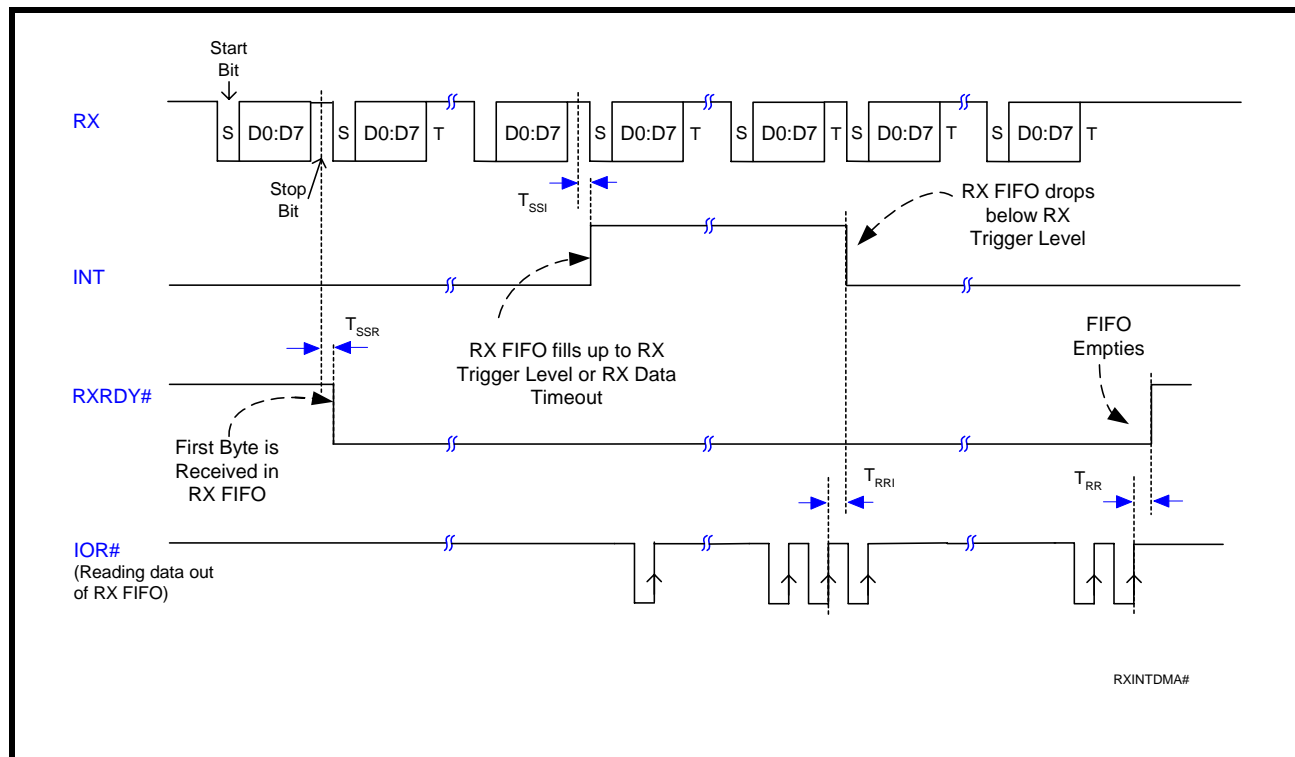 Start
Bit
RX
S D0:D7 S D0:D7 T D0:D7 S D0:D7 T S D0:D7 T S D0:D7 T S D0:D7 T
Stop
Bit
TSSI
RX FIFO drops
below RX
Trigger Level
INT
TSSR
RX FIFO fills up to RX
Trigger Level or RX Data
Timeout
FIFO
Empties
RXRDY#
First Byte is
Received in
RX FIFO
TRRI
TRR
IOR#
(Reading data out
of RX FIFO)
RXINTDMA#